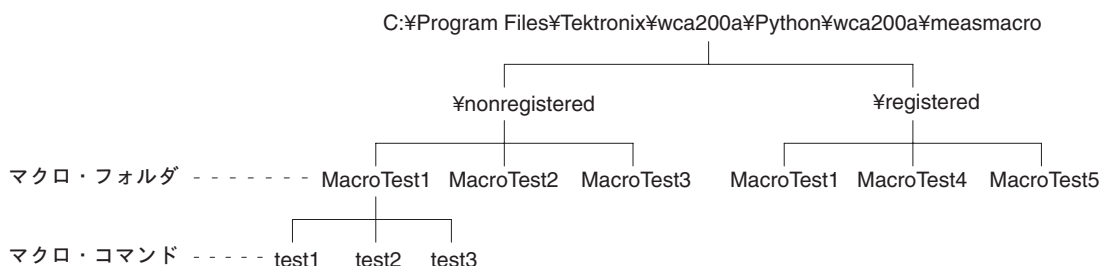 C:¥Program Files¥Tektronix¥wca200a¥Python¥wca200a¥measmacro
¥nonregistered ¥registered
マクロ・フォルダ MacroTest1 MacroTest2 MacroTest3 MacroTest1 MacroTest4 MacroTest5
マクロ・コマンド test1 test2 test3